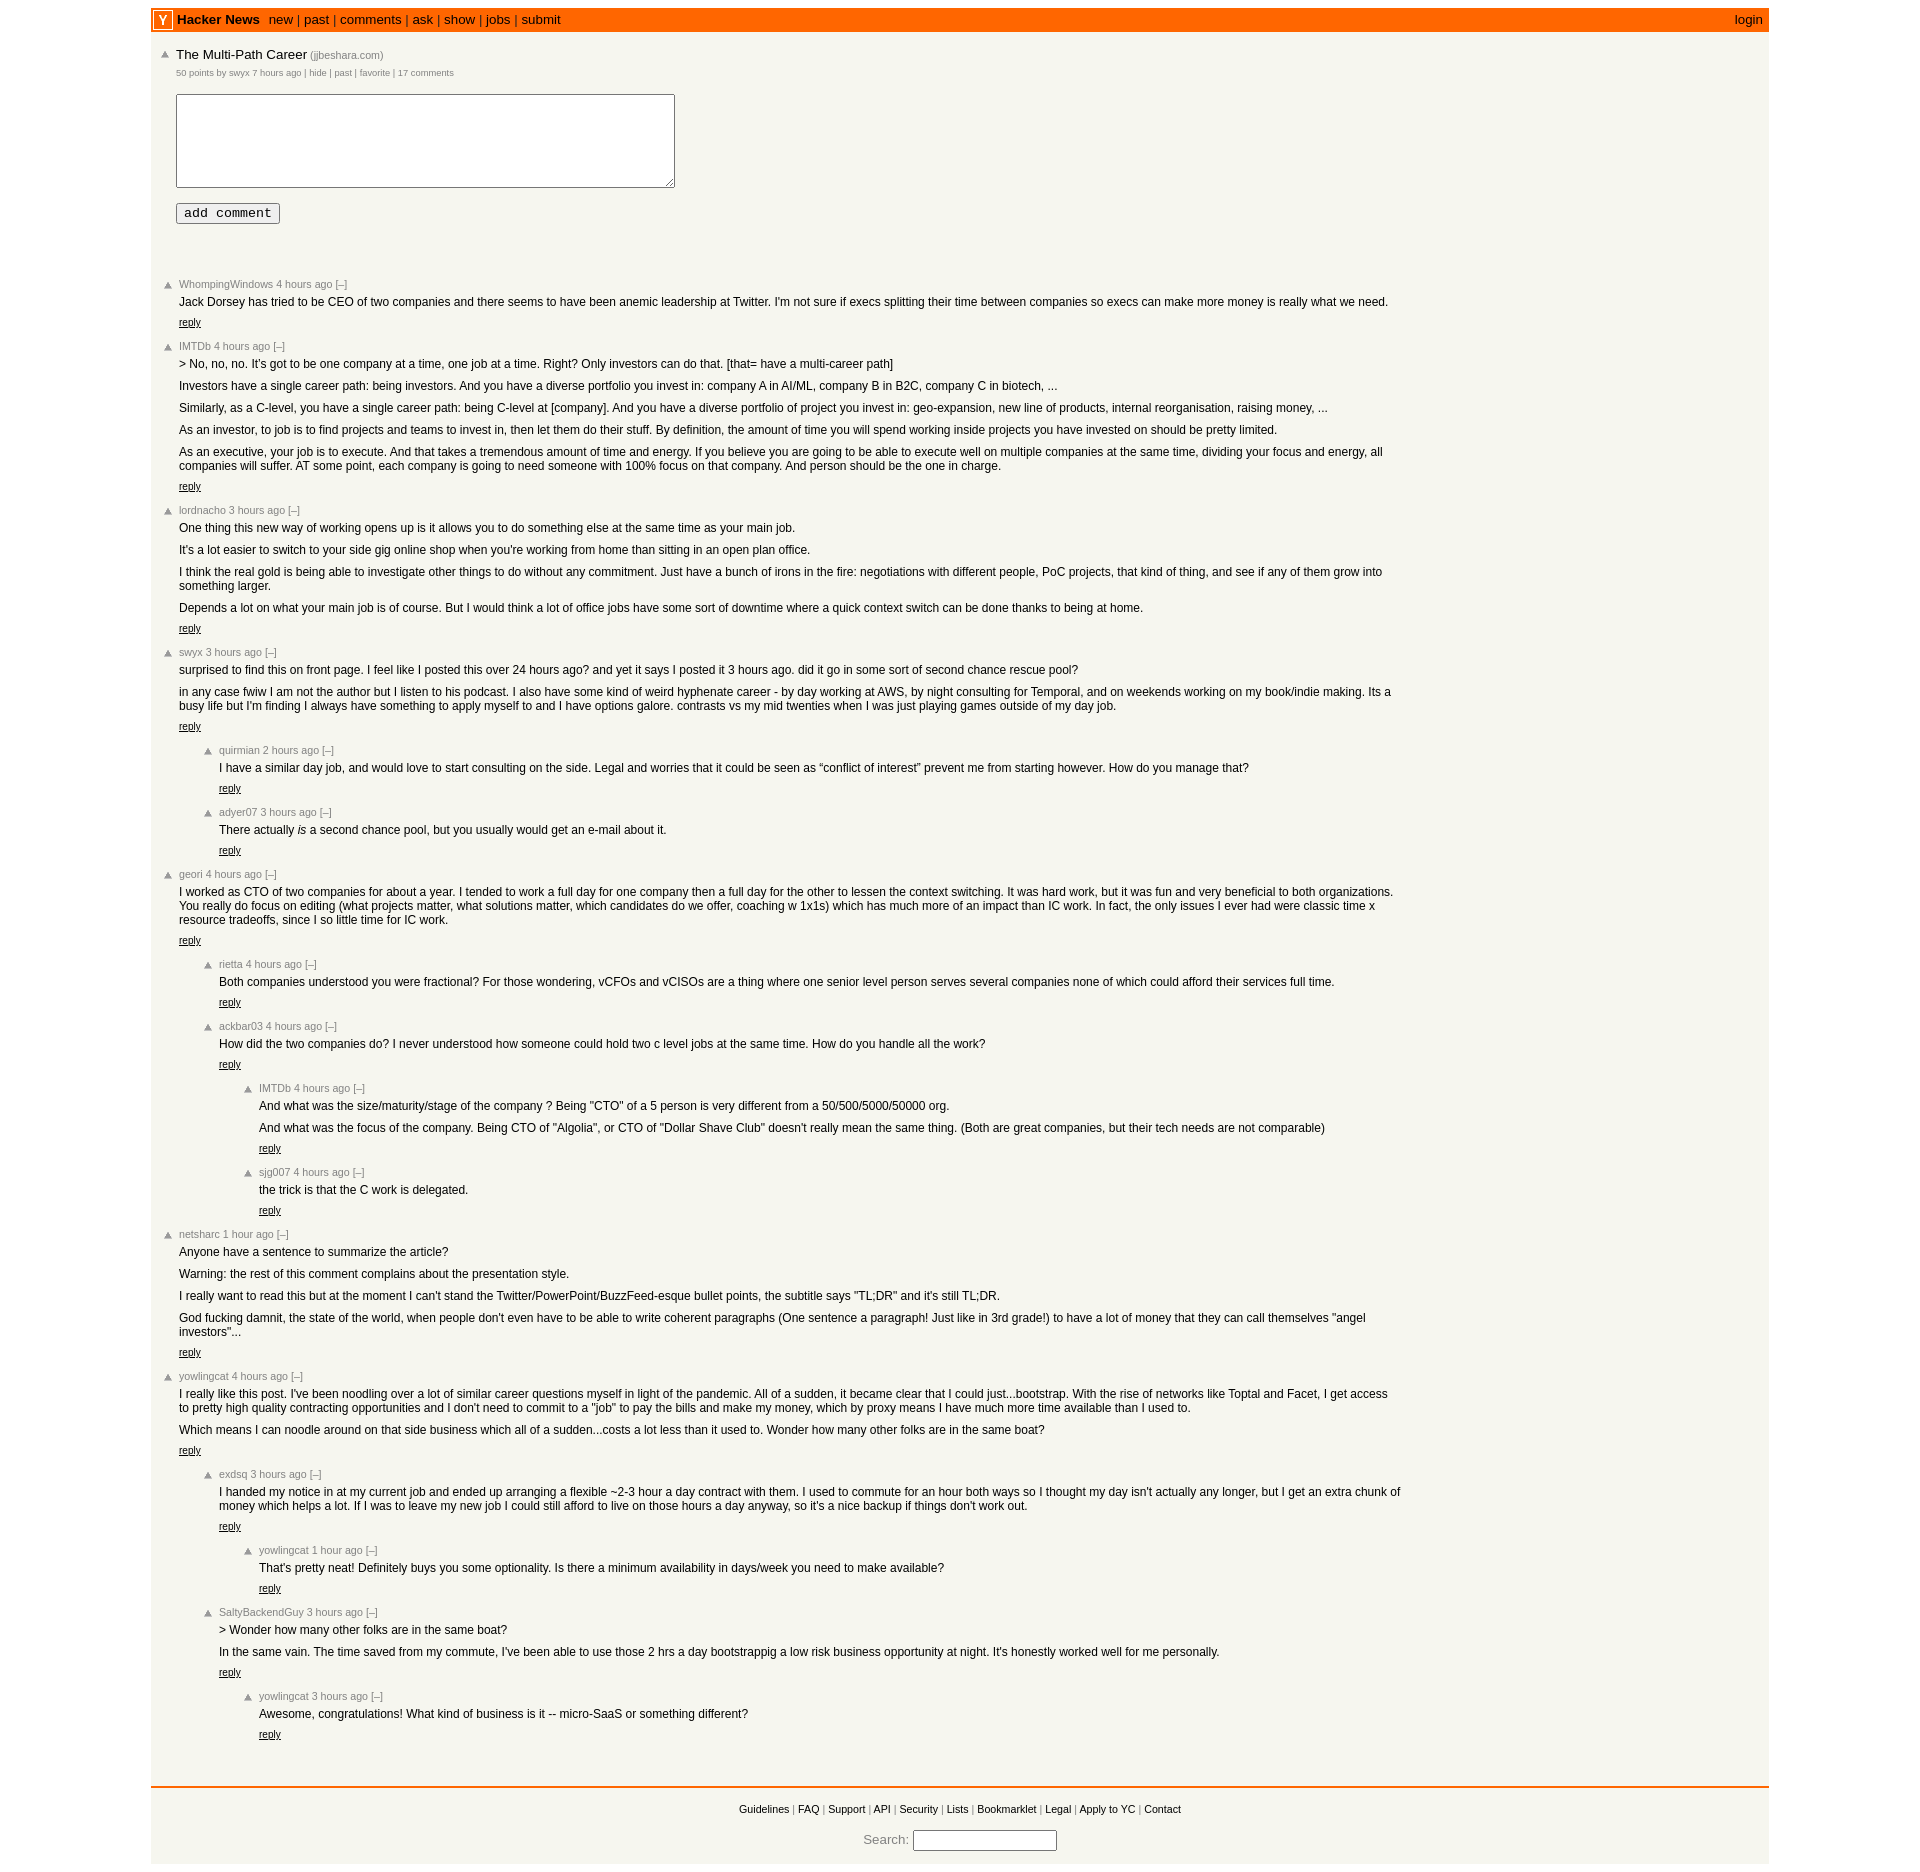 Y Hacker News new | past | comments | ask | show | jobs | submit login
The Multi-Path Career (jjbeshara.com)
50 points by swyx 7 hours ago | hide | past | favorite | 17 comments
add comment
WhompingWindows 4 hours ago [–]
Jack Dorsey has tried to be CEO of two companies and there seems to have been anemic leadership at Twitter. I'm not sure if execs splitting their time between companies so execs can make more money is really what we need.
reply
IMTDb 4 hours ago [–]
> No, no, no. It's got to be one company at a time, one job at a time. Right? Only investors can do that. [that= have a multi-career path]
Investors have a single career path: being investors. And you have a diverse portfolio you invest in: company A in AI/ML, company B in B2C, company C in biotech, ...
Similarly, as a C-level, you have a single career path: being C-level at [company]. And you have a diverse portfolio of project you invest in: geo-expansion, new line of products, internal reorganisation, raising money, ...
As an investor, to job is to find projects and teams to invest in, then let them do their stuff. By definition, the amount of time you will spend working inside projects you have invested on should be pretty limited.
As an executive, your job is to execute. And that takes a tremendous amount of time and energy. If you believe you are going to be able to execute well on multiple companies at the same time, dividing your focus and energy, all
companies will suffer. AT some point, each company is going to need someone with 100% focus on that company. And person should be the one in charge.
reply
lordnacho 3 hours ago [–]
One thing this new way of working opens up is it allows you to do something else at the same time as your main job.
It's a lot easier to switch to your side gig online shop when you're working from home than sitting in an open plan office.
I think the real gold is being able to investigate other things to do without any commitment. Just have a bunch of irons in the fire: negotiations with different people, PoC projects, that kind of thing, and see if any of them grow into
something larger.
Depends a lot on what your main job is of course. But I would think a lot of office jobs have some sort of downtime where a quick context switch can be done thanks to being at home.
reply
swyx 3 hours ago [–]
surprised to find this on front page. I feel like I posted this over 24 hours ago? and yet it says I posted it 3 hours ago. did it go in some sort of second chance rescue pool?
in any case fwiw I am not the author but I listen to his podcast. I also have some kind of weird hyphenate career - by day working at AWS, by night consulting for Temporal, and on weekends working on my book/indie making. Its a
busy life but I'm finding I always have something to apply myself to and I have options galore. contrasts vs my mid twenties when I was just playing games outside of my day job.
reply
quirmian 2 hours ago [–]
I have a similar day job, and would love to start consulting on the side. Legal and worries that it could be seen as “conflict of interest” prevent me from starting however. How do you manage that?
reply
adyer07 3 hours ago [–]
There actually is a second chance pool, but you usually would get an e-mail about it.
reply
geori 4 hours ago [–]
I worked as CTO of two companies for about a year. I tended to work a full day for one company then a full day for the other to lessen the context switching. It was hard work, but it was fun and very beneficial to both organizations.
You really do focus on editing (what projects matter, what solutions matter, which candidates do we offer, coaching w 1x1s) which has much more of an impact than IC work. In fact, the only issues I ever had were classic time x
resource tradeoffs, since I so little time for IC work.
reply
rietta 4 hours ago [–]
Both companies understood you were fractional? For those wondering, vCFOs and vCISOs are a thing where one senior level person serves several companies none of which could afford their services full time.
reply
ackbar03 4 hours ago [–]
How did the two companies do? I never understood how someone could hold two c level jobs at the same time. How do you handle all the work?
reply
IMTDb 4 hours ago [–]
And what was the size/maturity/stage of the company ? Being "CTO" of a 5 person is very different from a 50/500/5000/50000 org.
And what was the focus of the company. Being CTO of "Algolia", or CTO of "Dollar Shave Club" doesn't really mean the same thing. (Both are great companies, but their tech needs are not comparable)
reply
sjg007 4 hours ago [–]
the trick is that the C work is delegated.
reply
netsharc 1 hour ago [–]
Anyone have a sentence to summarize the article?
Warning: the rest of this comment complains about the presentation style.
I really want to read this but at the moment I can't stand the Twitter/PowerPoint/BuzzFeed-esque bullet points, the subtitle says "TL;DR" and it's still TL;DR.
God fucking damnit, the state of the world, when people don't even have to be able to write coherent paragraphs (One sentence a paragraph! Just like in 3rd grade!) to have a lot of money that they can call themselves "angel
investors"...
reply
yowlingcat 4 hours ago [–]
I really like this post. I've been noodling over a lot of similar career questions myself in light of the pandemic. All of a sudden, it became clear that I could just...bootstrap. With the rise of networks like Toptal and Facet, I get access
to pretty high quality contracting opportunities and I don't need to commit to a "job" to pay the bills and make my money, which by proxy means I have much more time available than I used to.
Which means I can noodle around on that side business which all of a sudden...costs a lot less than it used to. Wonder how many other folks are in the same boat?
reply
exdsq 3 hours ago [–]
I handed my notice in at my current job and ended up arranging a flexible ~2-3 hour a day contract with them. I used to commute for an hour both ways so I thought my day isn't actually any longer, but I get an extra chunk of
money which helps a lot. If I was to leave my new job I could still afford to live on those hours a day anyway, so it's a nice backup if things don't work out.
reply
yowlingcat 1 hour ago [–]
That's pretty neat! Definitely buys you some optionality. Is there a minimum availability in days/week you need to make available?
reply
SaltyBackendGuy 3 hours ago [–]
> Wonder how many other folks are in the same boat?
In the same vain. The time saved from my commute, I've been able to use those 2 hrs a day bootstrappig a low risk business opportunity at night. It's honestly worked well for me personally.
reply
yowlingcat 3 hours ago [–]
Awesome, congratulations! What kind of business is it -- micro-SaaS or something different?
reply
Guidelines | FAQ | Support | API | Security | Lists | Bookmarklet | Legal | Apply to YC | Contact
Search: